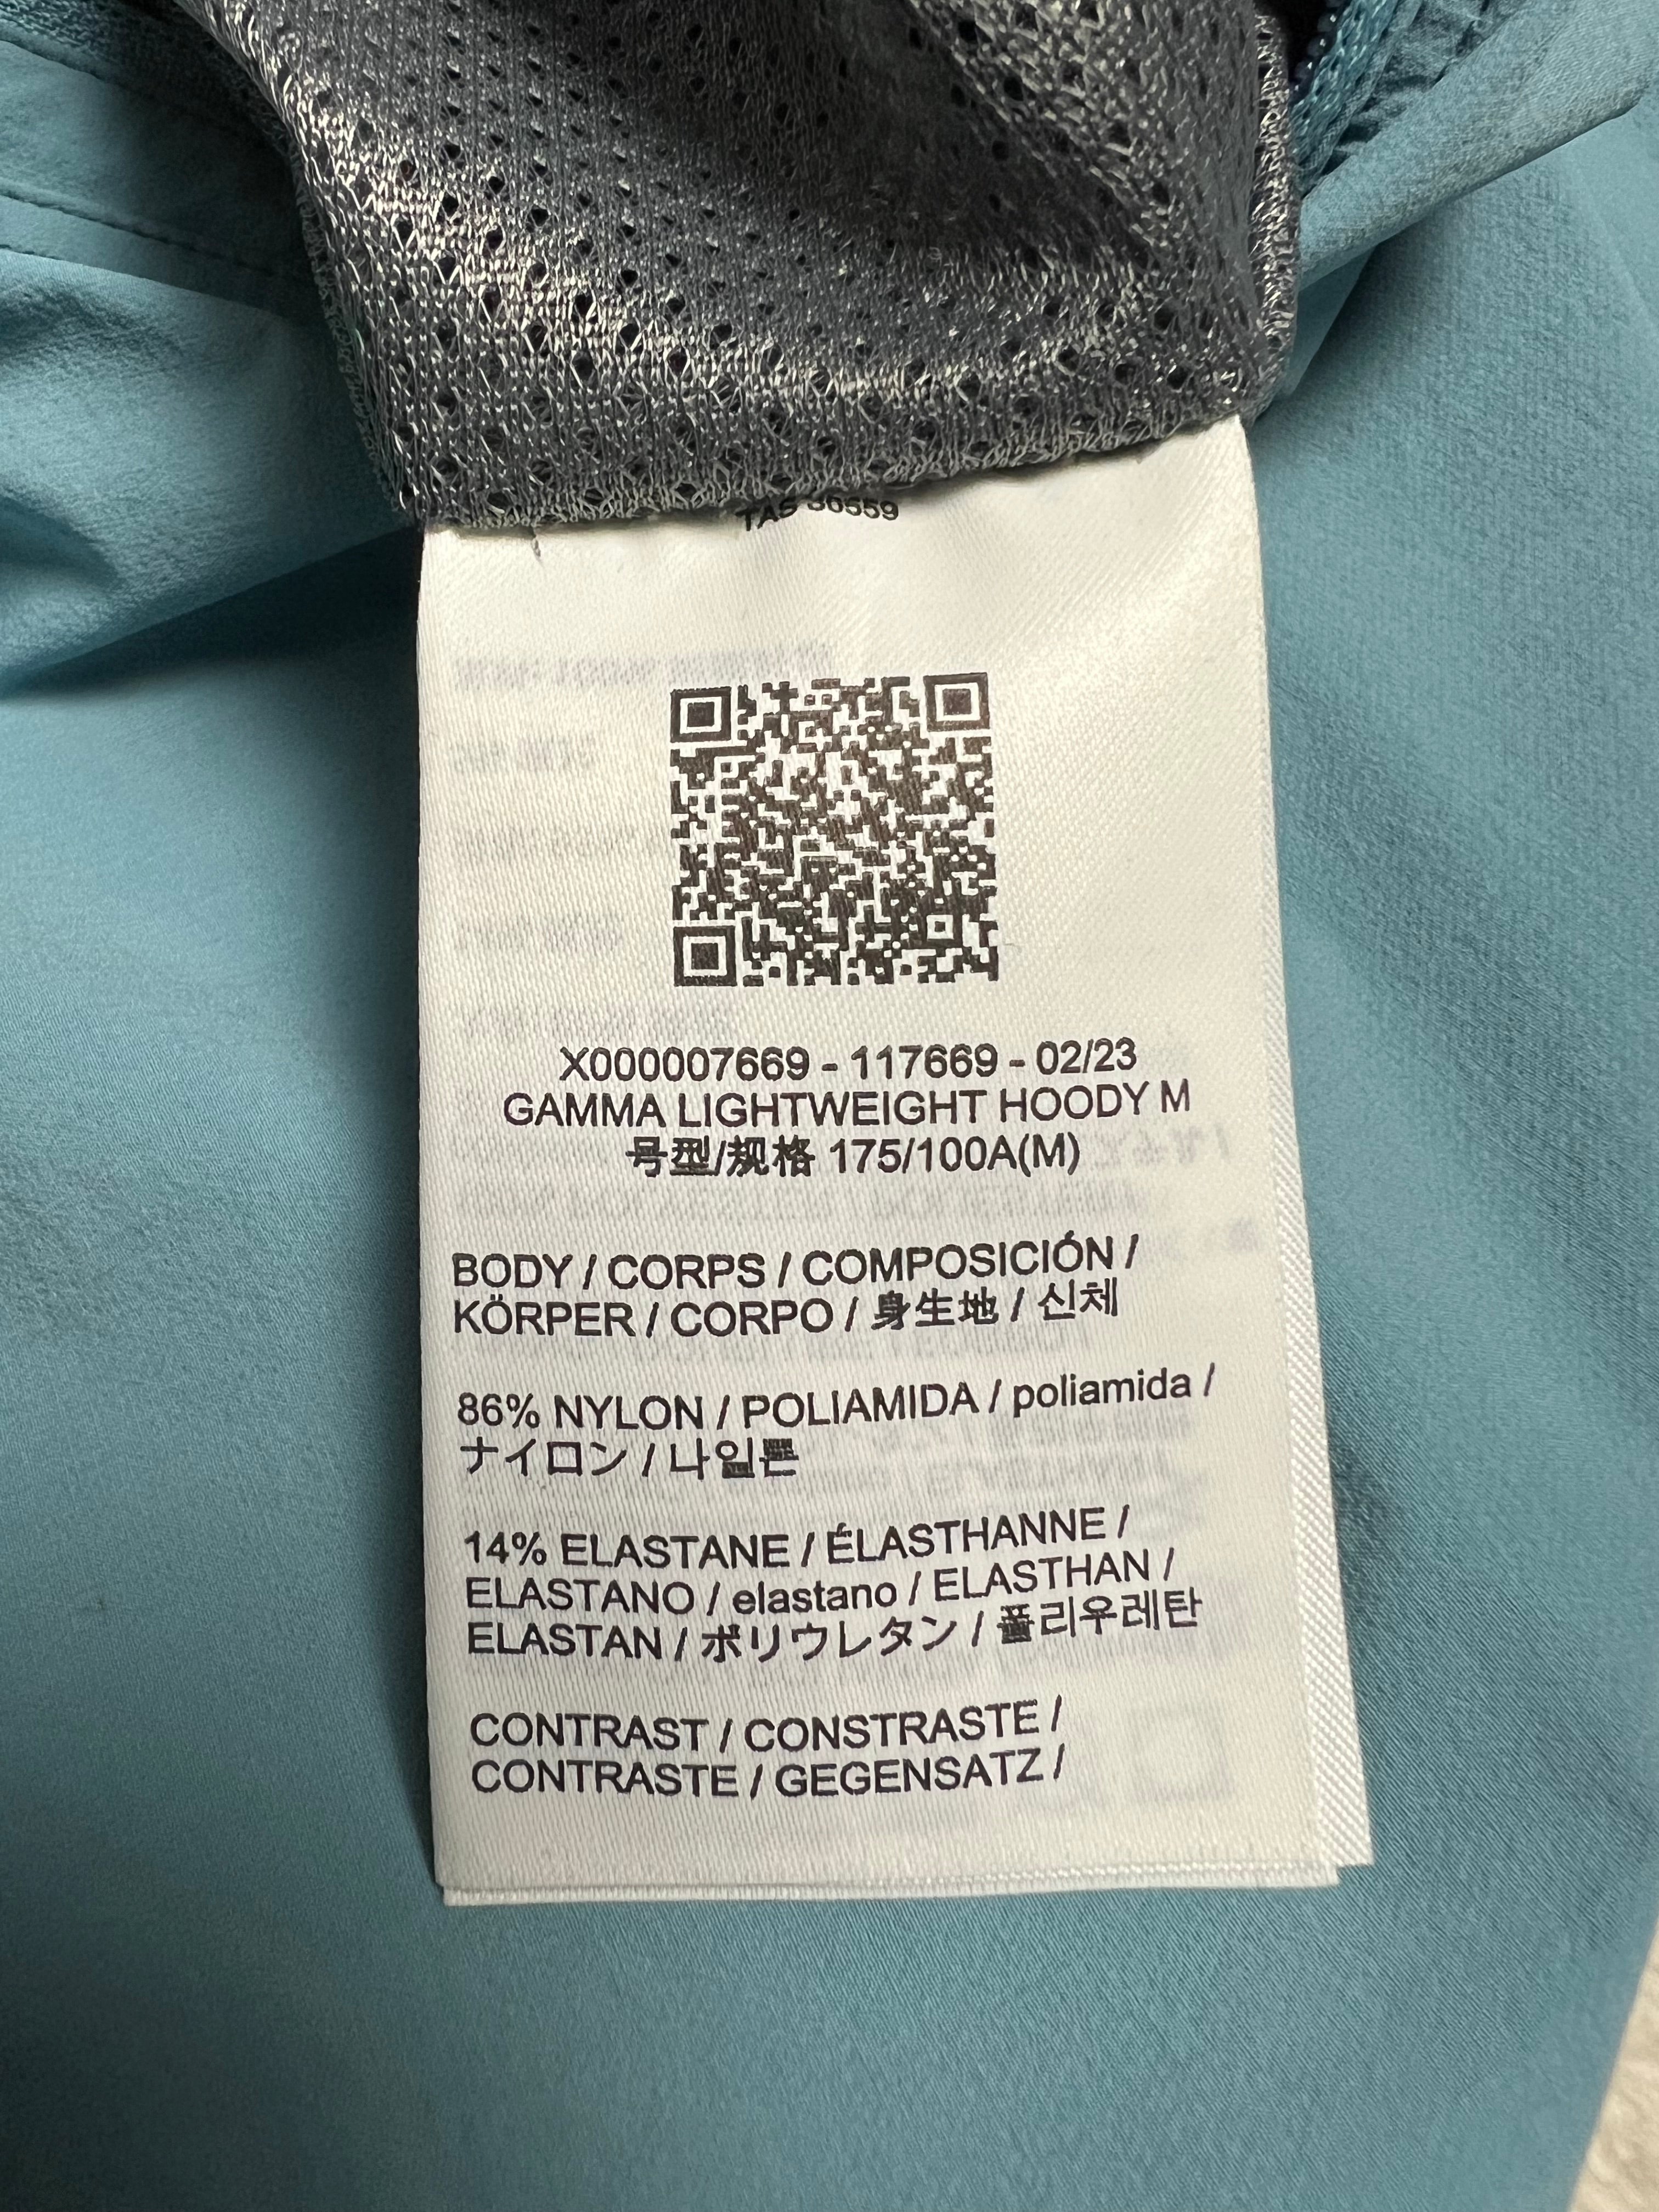 TAS 36559
X000007669 - 117669 - 02/23
GAMMA LIGHTWEIGHT HOODY M
号型/规格 175/100A(M)
BODY / CORPS / COMPOSICIÓN /
KÖRPER / CORPO / 身生地 / 신체
86% NYLON / POLIAMIDA / poliamida /
ナイロン / 나일론
14% ELASTANE / ÉLASTHANNE /
ELASTANO / elastano / ELASTHAN /
ELASTAN / ポリウレタン / 폴리우레탄
CONTRAST / CONSTRASTE /
CONTRASTE / GEGENSATZ /